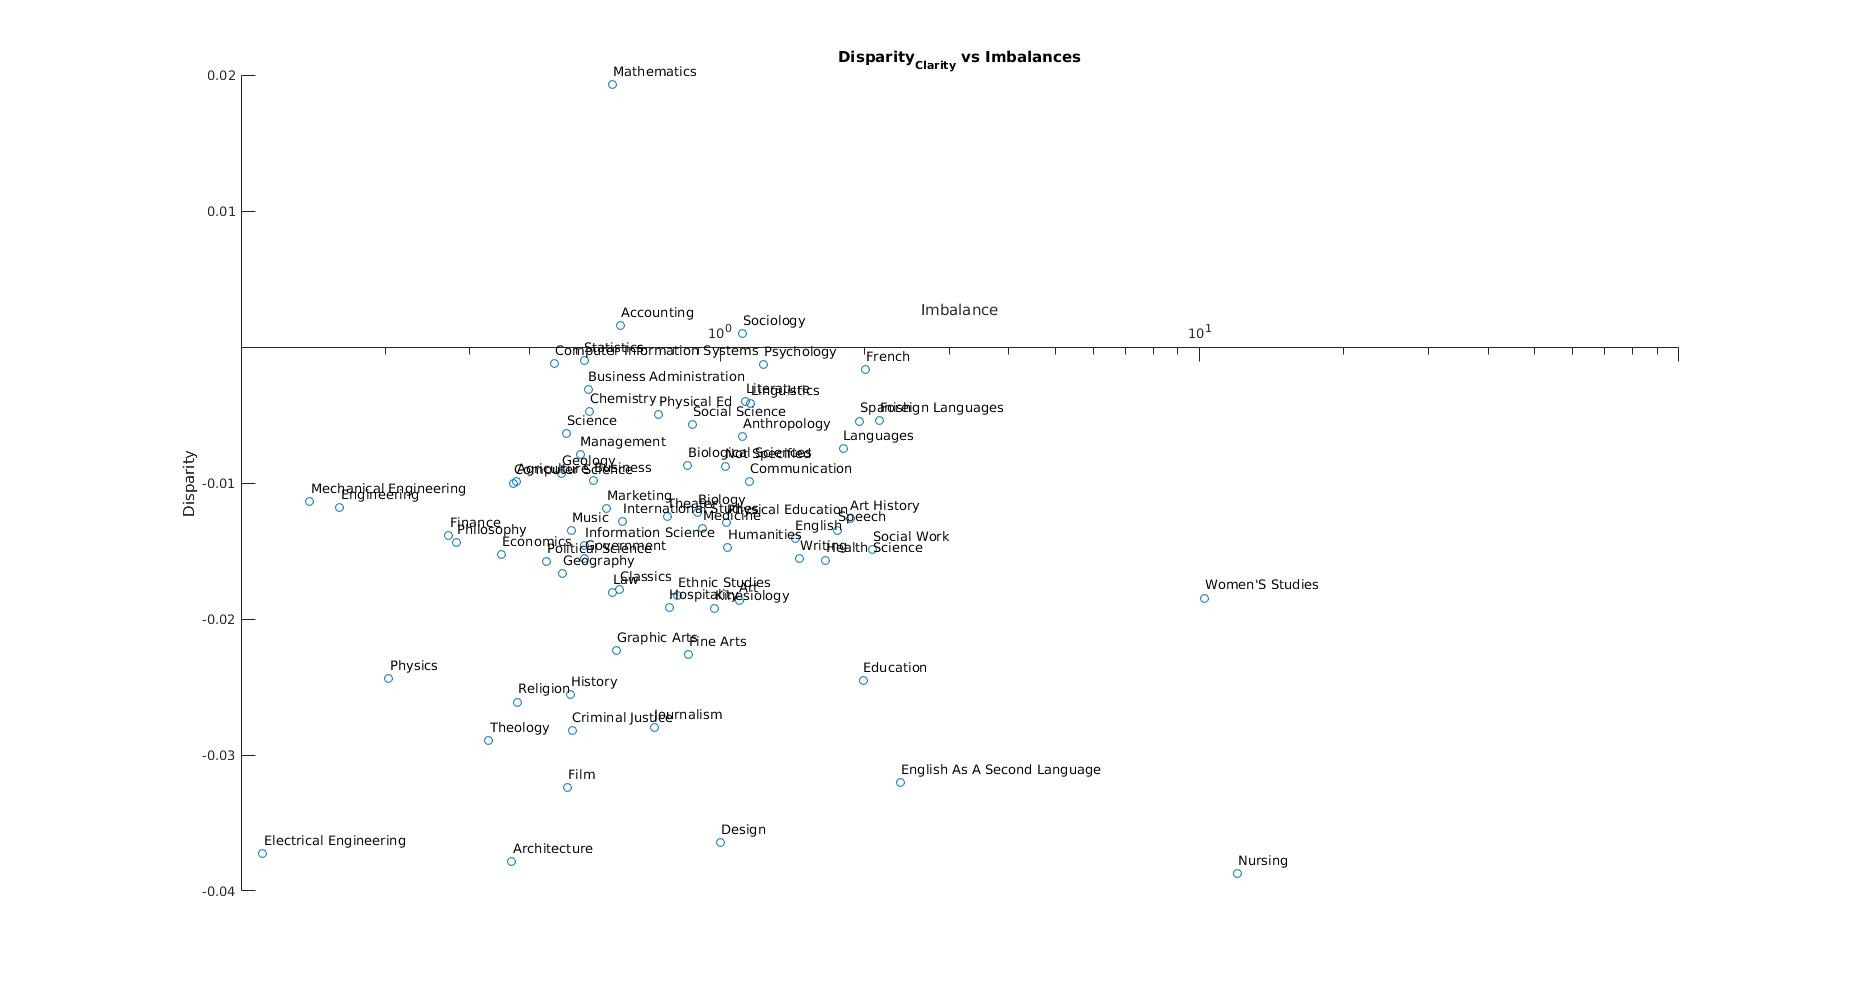 Disparity_Clarity vs Imbalances
0.02
Mathematics
0.01
Imbalance
Accounting
Sociology
10^0
10^1
Statistics
Computer Information Systems
Psychology
French
Business Administration
Literature
Linguistics
Chemistry
Physical Ed
Social Science
Spanish
Foreign Languages
Science
Anthropology
Languages
Management
Biological Sciences
Not Specified
Geology
Agriculture
Business
Computer Science
Communication
Disparity
-0.01
Mechanical Engineering
Engineering
Marketing
Theater
Biology
International Studies
Physical Education
Art History
Music
Medicine
Speech
Finance
Philosophy
Information Science
Humanities
English
Social Work
Economics
Political Science
Government
Writing
Health Science
Geography
Law
Classics
Ethnic Studies
Art
Women'S Studies
Hospitality
Kinesiology
-0.02
Graphic Arts
Fine Arts
Physics
Education
Religion
History
Criminal Justice
Journalism
Theology
-0.03
Film
English As A Second Language
Design
Electrical Engineering
Architecture
Nursing
-0.04